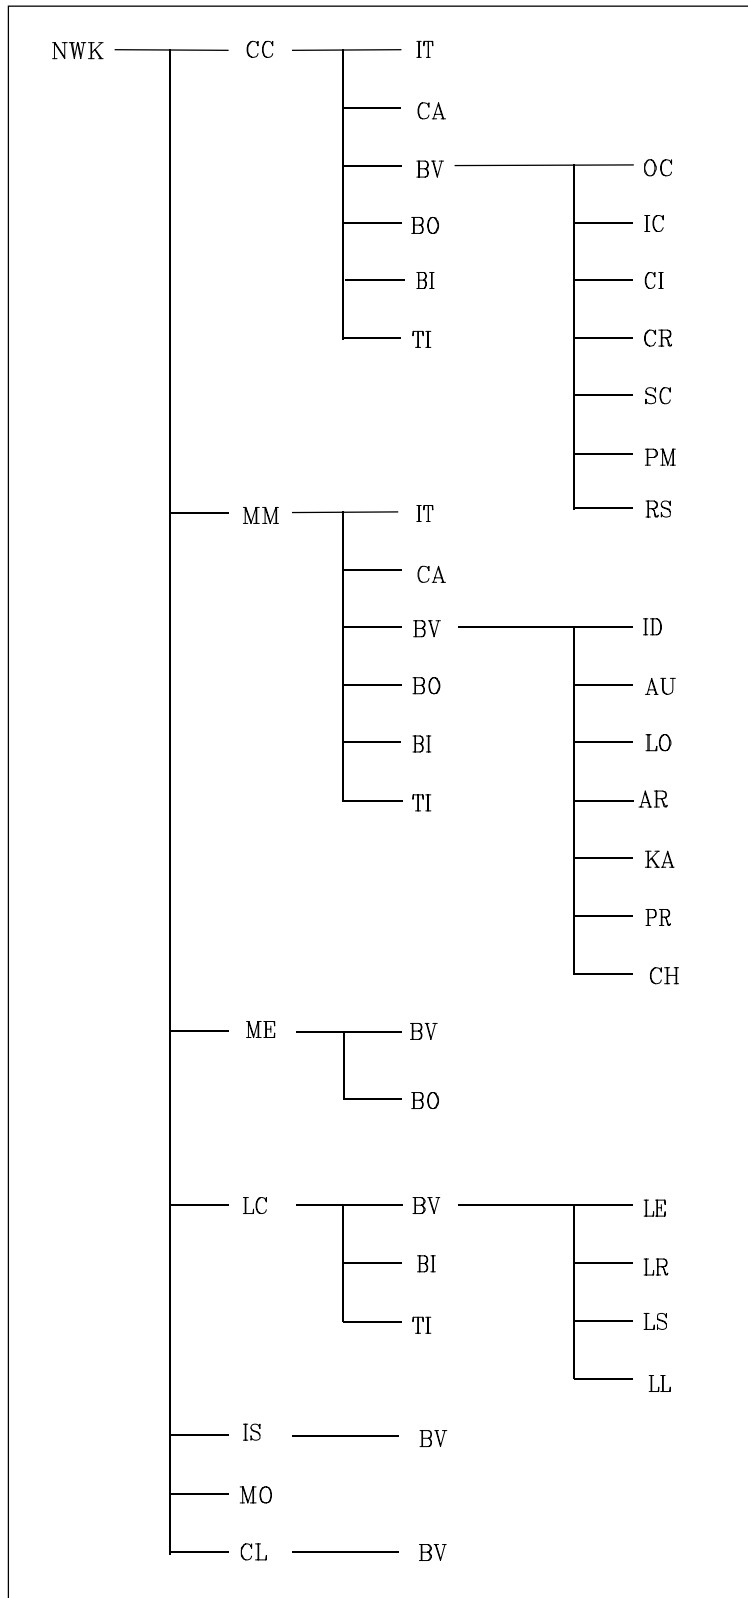 NWK CC IT
CA
BV OC
BO IC
BI CI
TI CR
SC
PM
RS
MM IT
CA
BV ID
BO AU
BI LO
TI AR
KA
PR
CH
ME BV
BO
LC BV LE
BI LR
TI LS
LL
IS BV
MO
CL BV